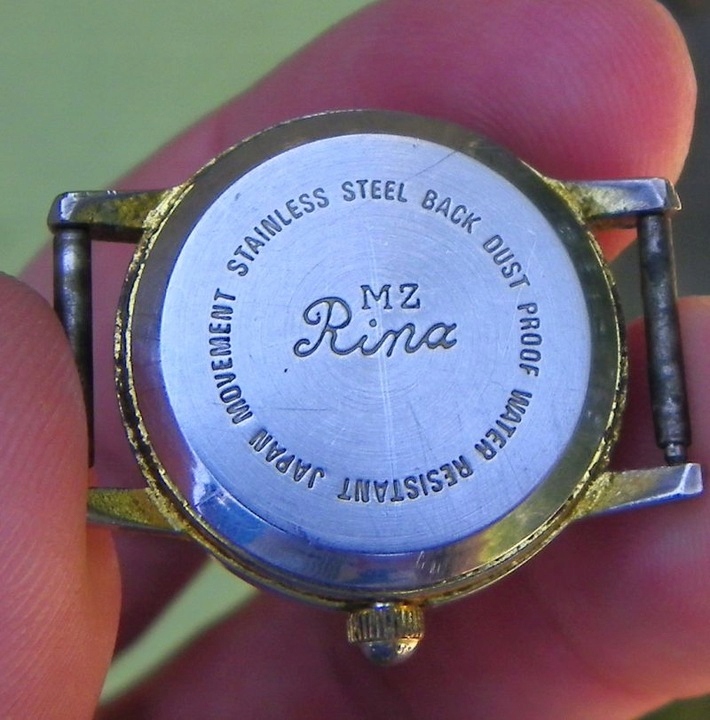 MZ
Rina
STAINLESS STEEL BACK DUST PROOF WATER RESISTANT JAPAN MOVEMENT